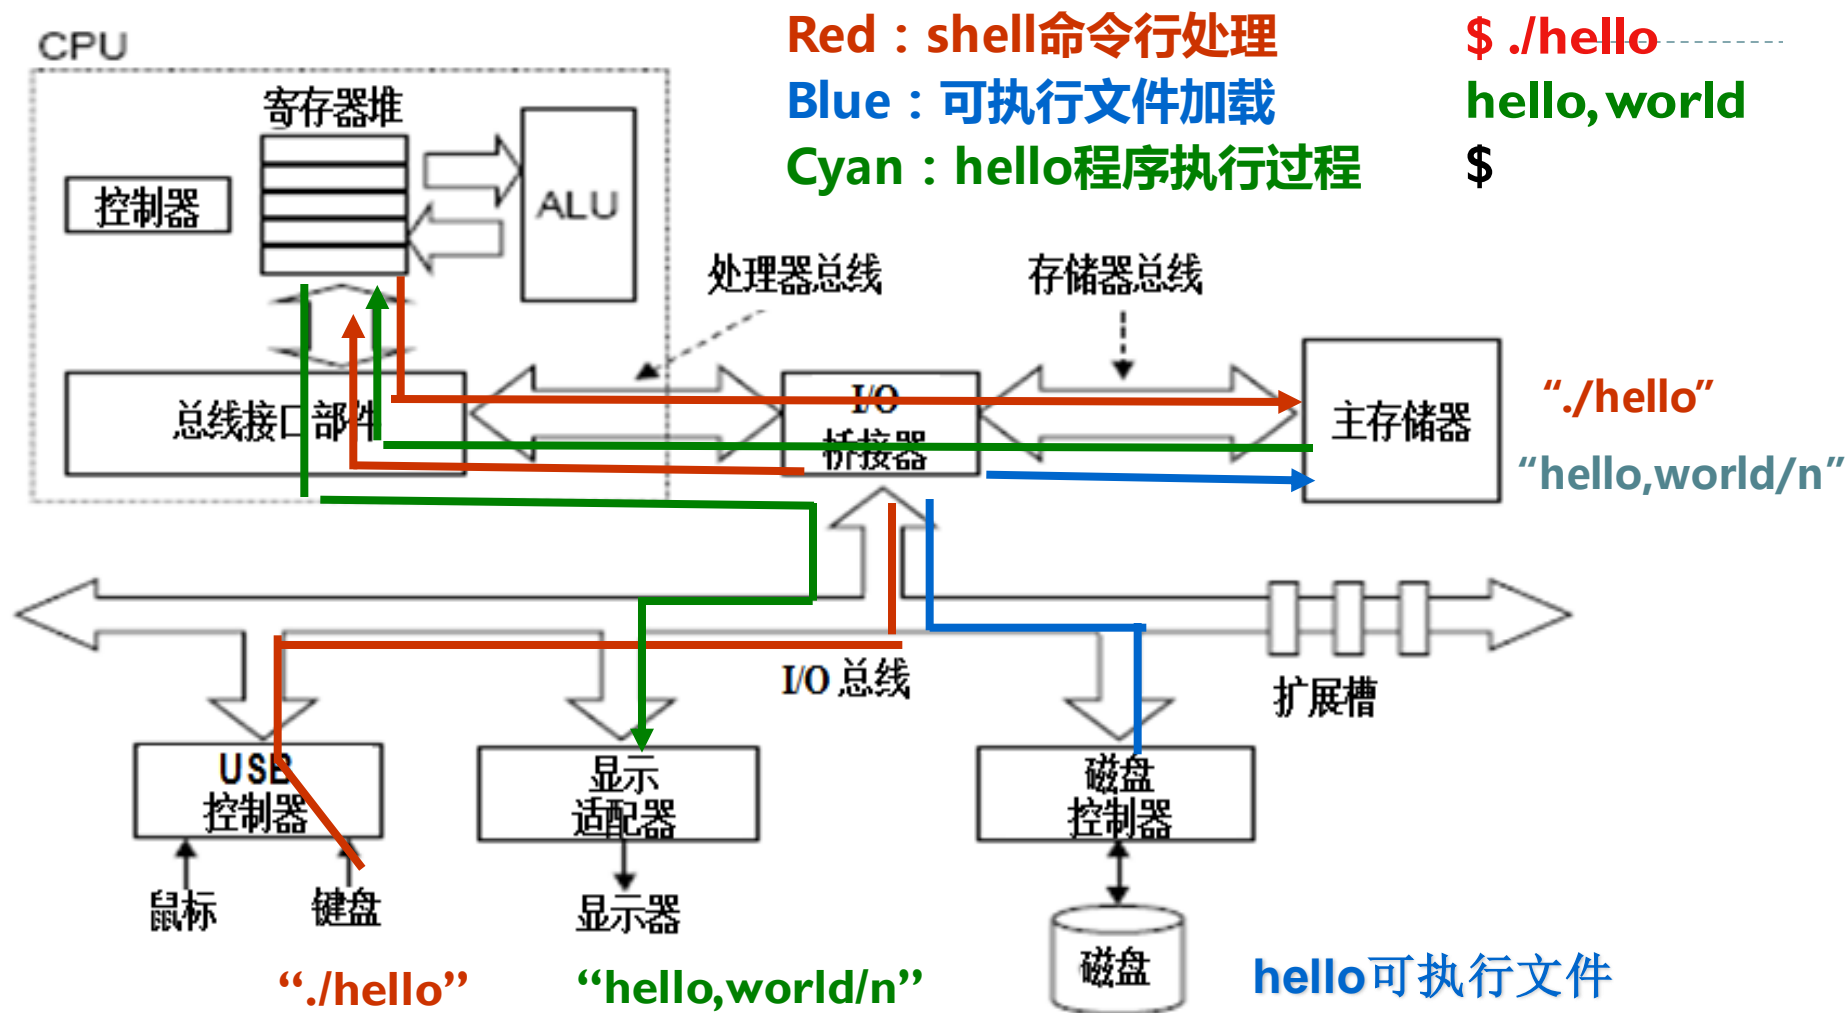 CPU
Red：shell命令行处理
$ ./hello
Blue：可执行文件加载
hello, world
Cyan：hello程序执行过程
$
寄存器堆
控制器
ALU
处理器总线
存储器总线
总线接口部件
I/O
桥接器
主存储器
“./hello”
“hello,world/n”
I/O 总线
扩展槽
USB
控制器
显示
适配器
磁盘
控制器
鼠标
键盘
显示器
磁盘
“./hello”
“hello,world/n”
hello可执行文件